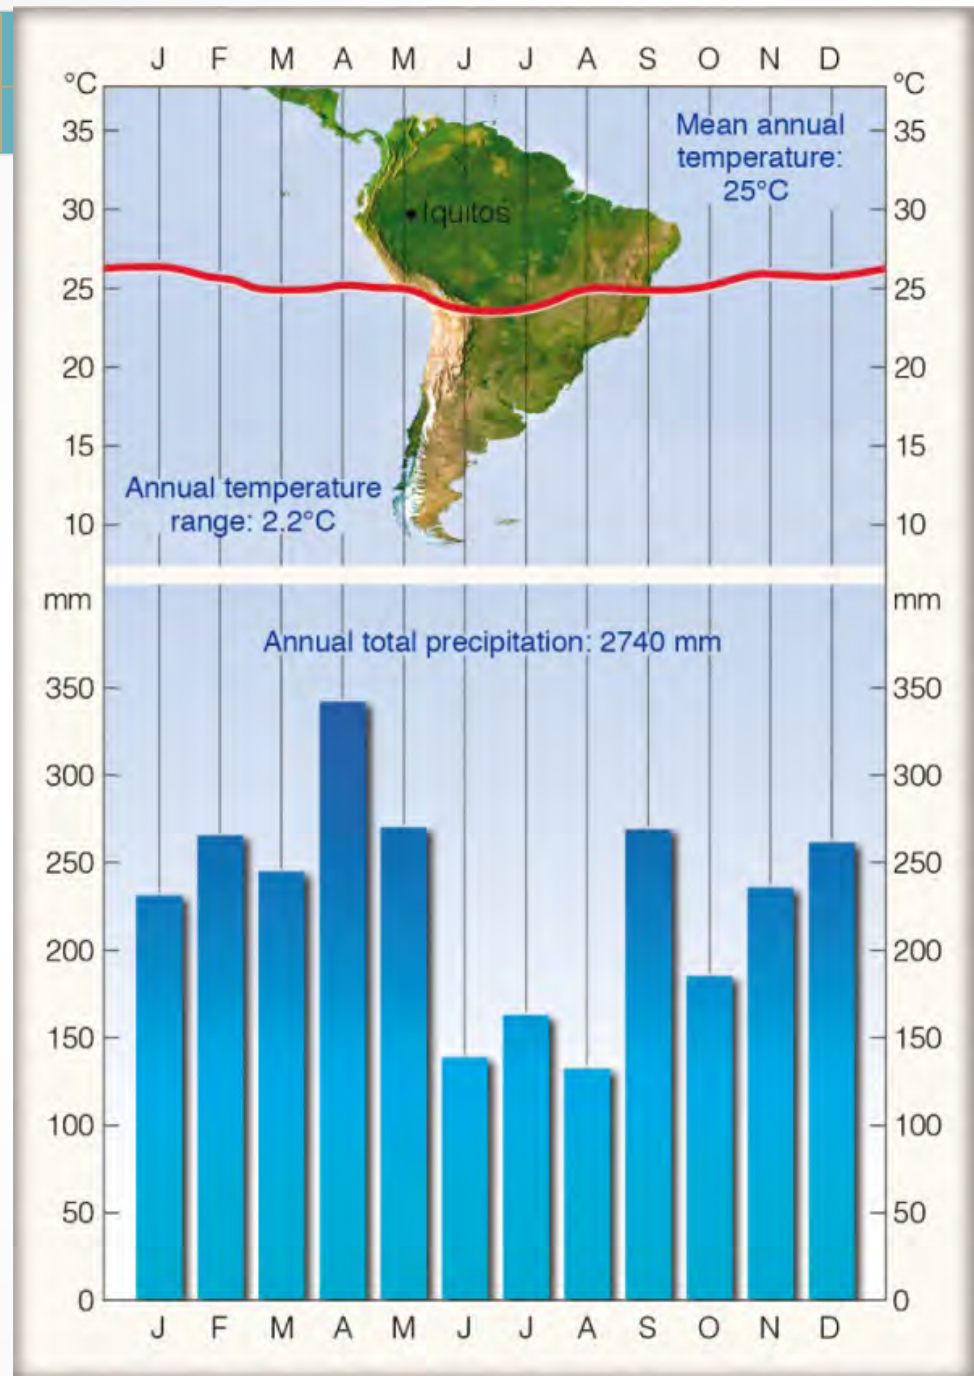 J F M A M J J A S O N D
°C °C
35 35
Mean annual
temperature:
25°C
30 30
Iquitos
25 25
20 20
15 15
Annual temperature
range: 2.2°C
10 10
mm mm
Annual total precipitation: 2740 mm
350 350
300 300
250 250
200 200
150 150
100 100
50 50
0 0
J F M A M J J A S O N D